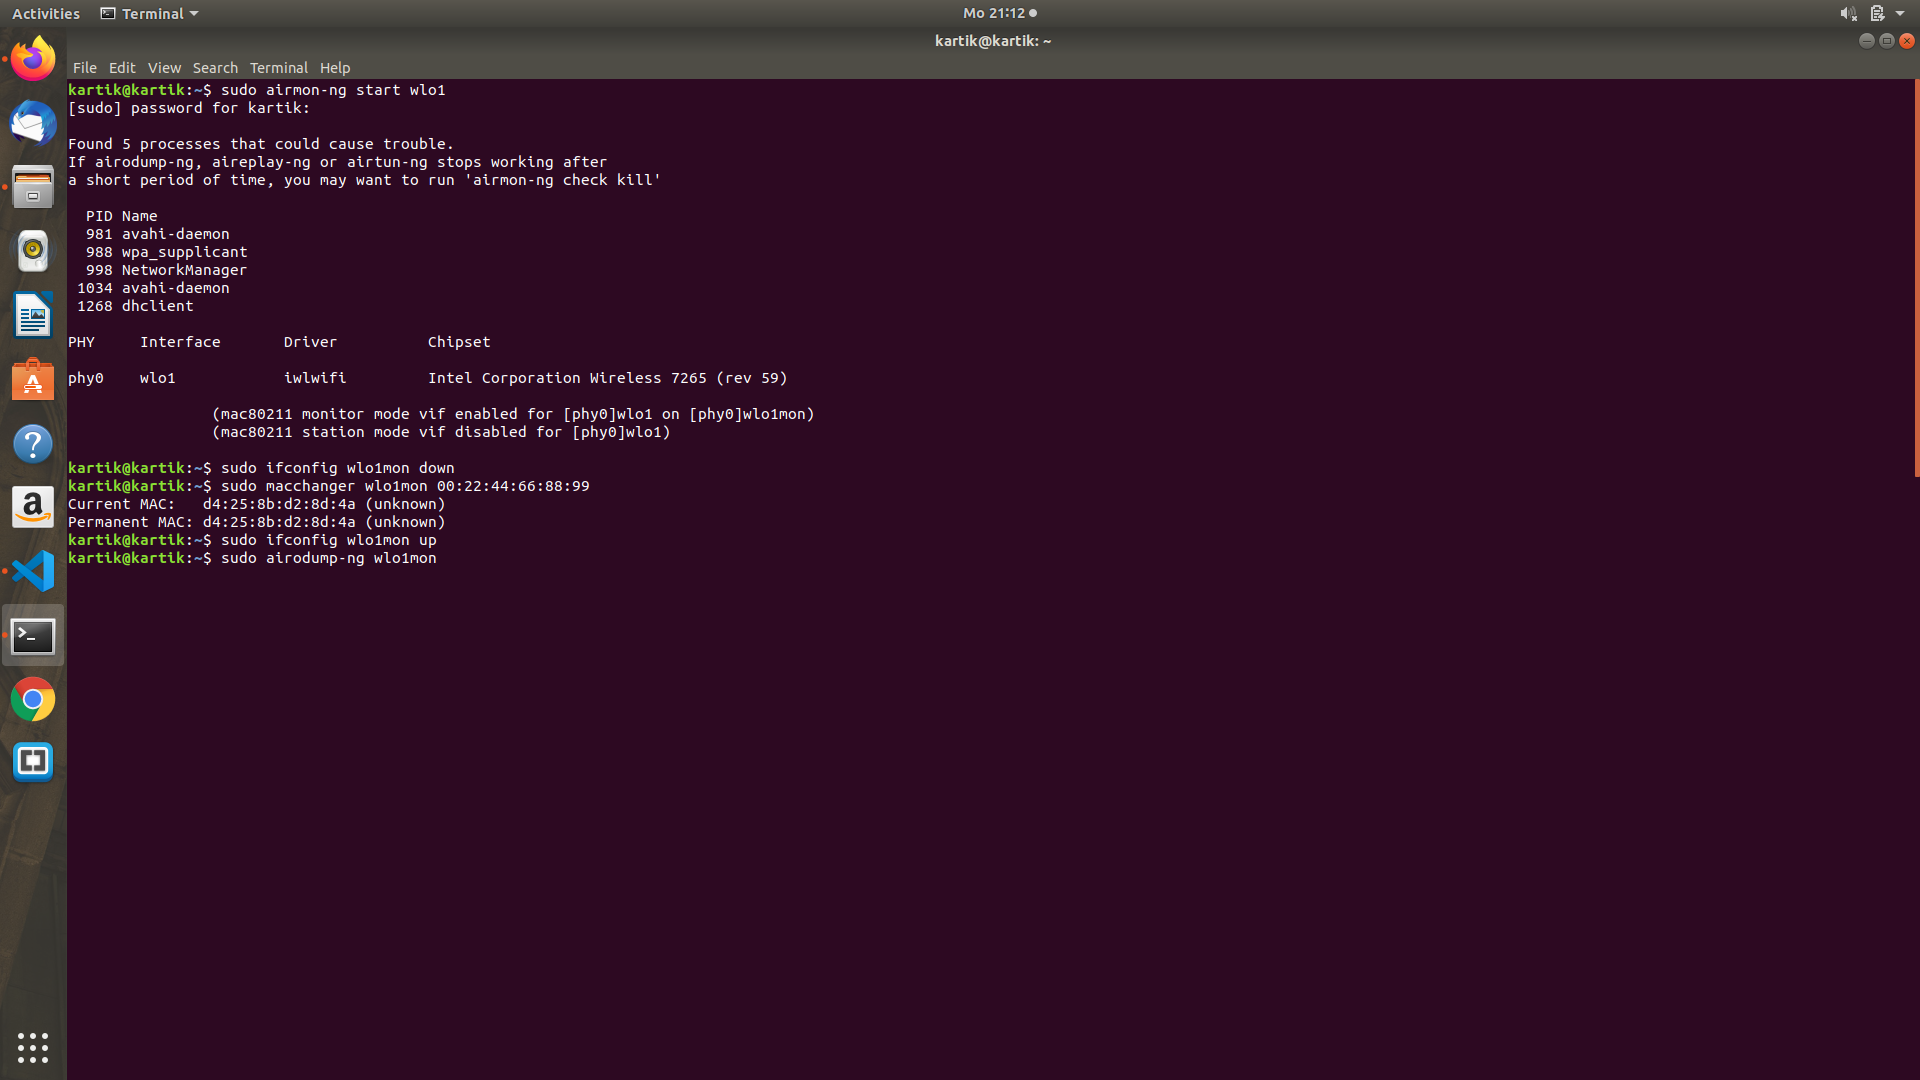 Activities Terminal Mo 21:12
kartik@kartik: ~
File Edit View Search Terminal Help
kartik@kartik:~$ sudo airmon-ng start wlo1
[sudo] password for kartik:
Found 5 processes that could cause trouble.
If airodump-ng, aireplay-ng or airtun-ng stops working after
a short period of time, you may want to run 'airmon-ng check kill'
PID Name
981 avahi-daemon
988 wpa_supplicant
998 NetworkManager
1034 avahi-daemon
1268 dhclient
PHY Interface Driver Chipset
phy0 wlo1 iwlwifi Intel Corporation Wireless 7265 (rev 59)
(mac80211 monitor mode vif enabled for [phy0]wlo1 on [phy0]wlo1mon)
(mac80211 station mode vif disabled for [phy0]wlo1)
kartik@kartik:~$ sudo ifconfig wlo1mon down
kartik@kartik:~$ sudo macchanger wlo1mon 00:22:44:66:88:99
Current MAC: d4:25:8b:d2:8d:4a (unknown)
Permanent MAC: d4:25:8b:d2:8d:4a (unknown)
kartik@kartik:~$ sudo ifconfig wlo1mon up
kartik@kartik:~$ sudo airodump-ng wlo1mon